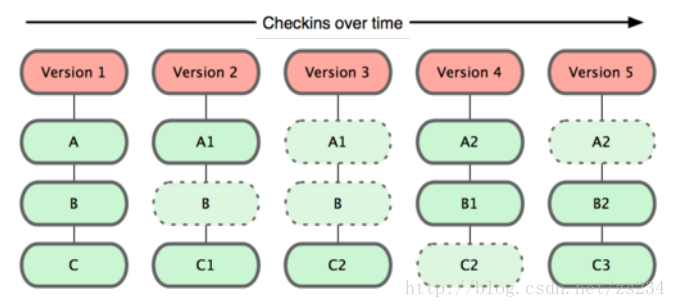 Checkins over time
Version 1 Version 2 Version 3 Version 4 Version 5
A A1 A1 A2 A2
B B B B1 B2
C C1 C2 C2 C3
http://blog.csdn.net/zs234